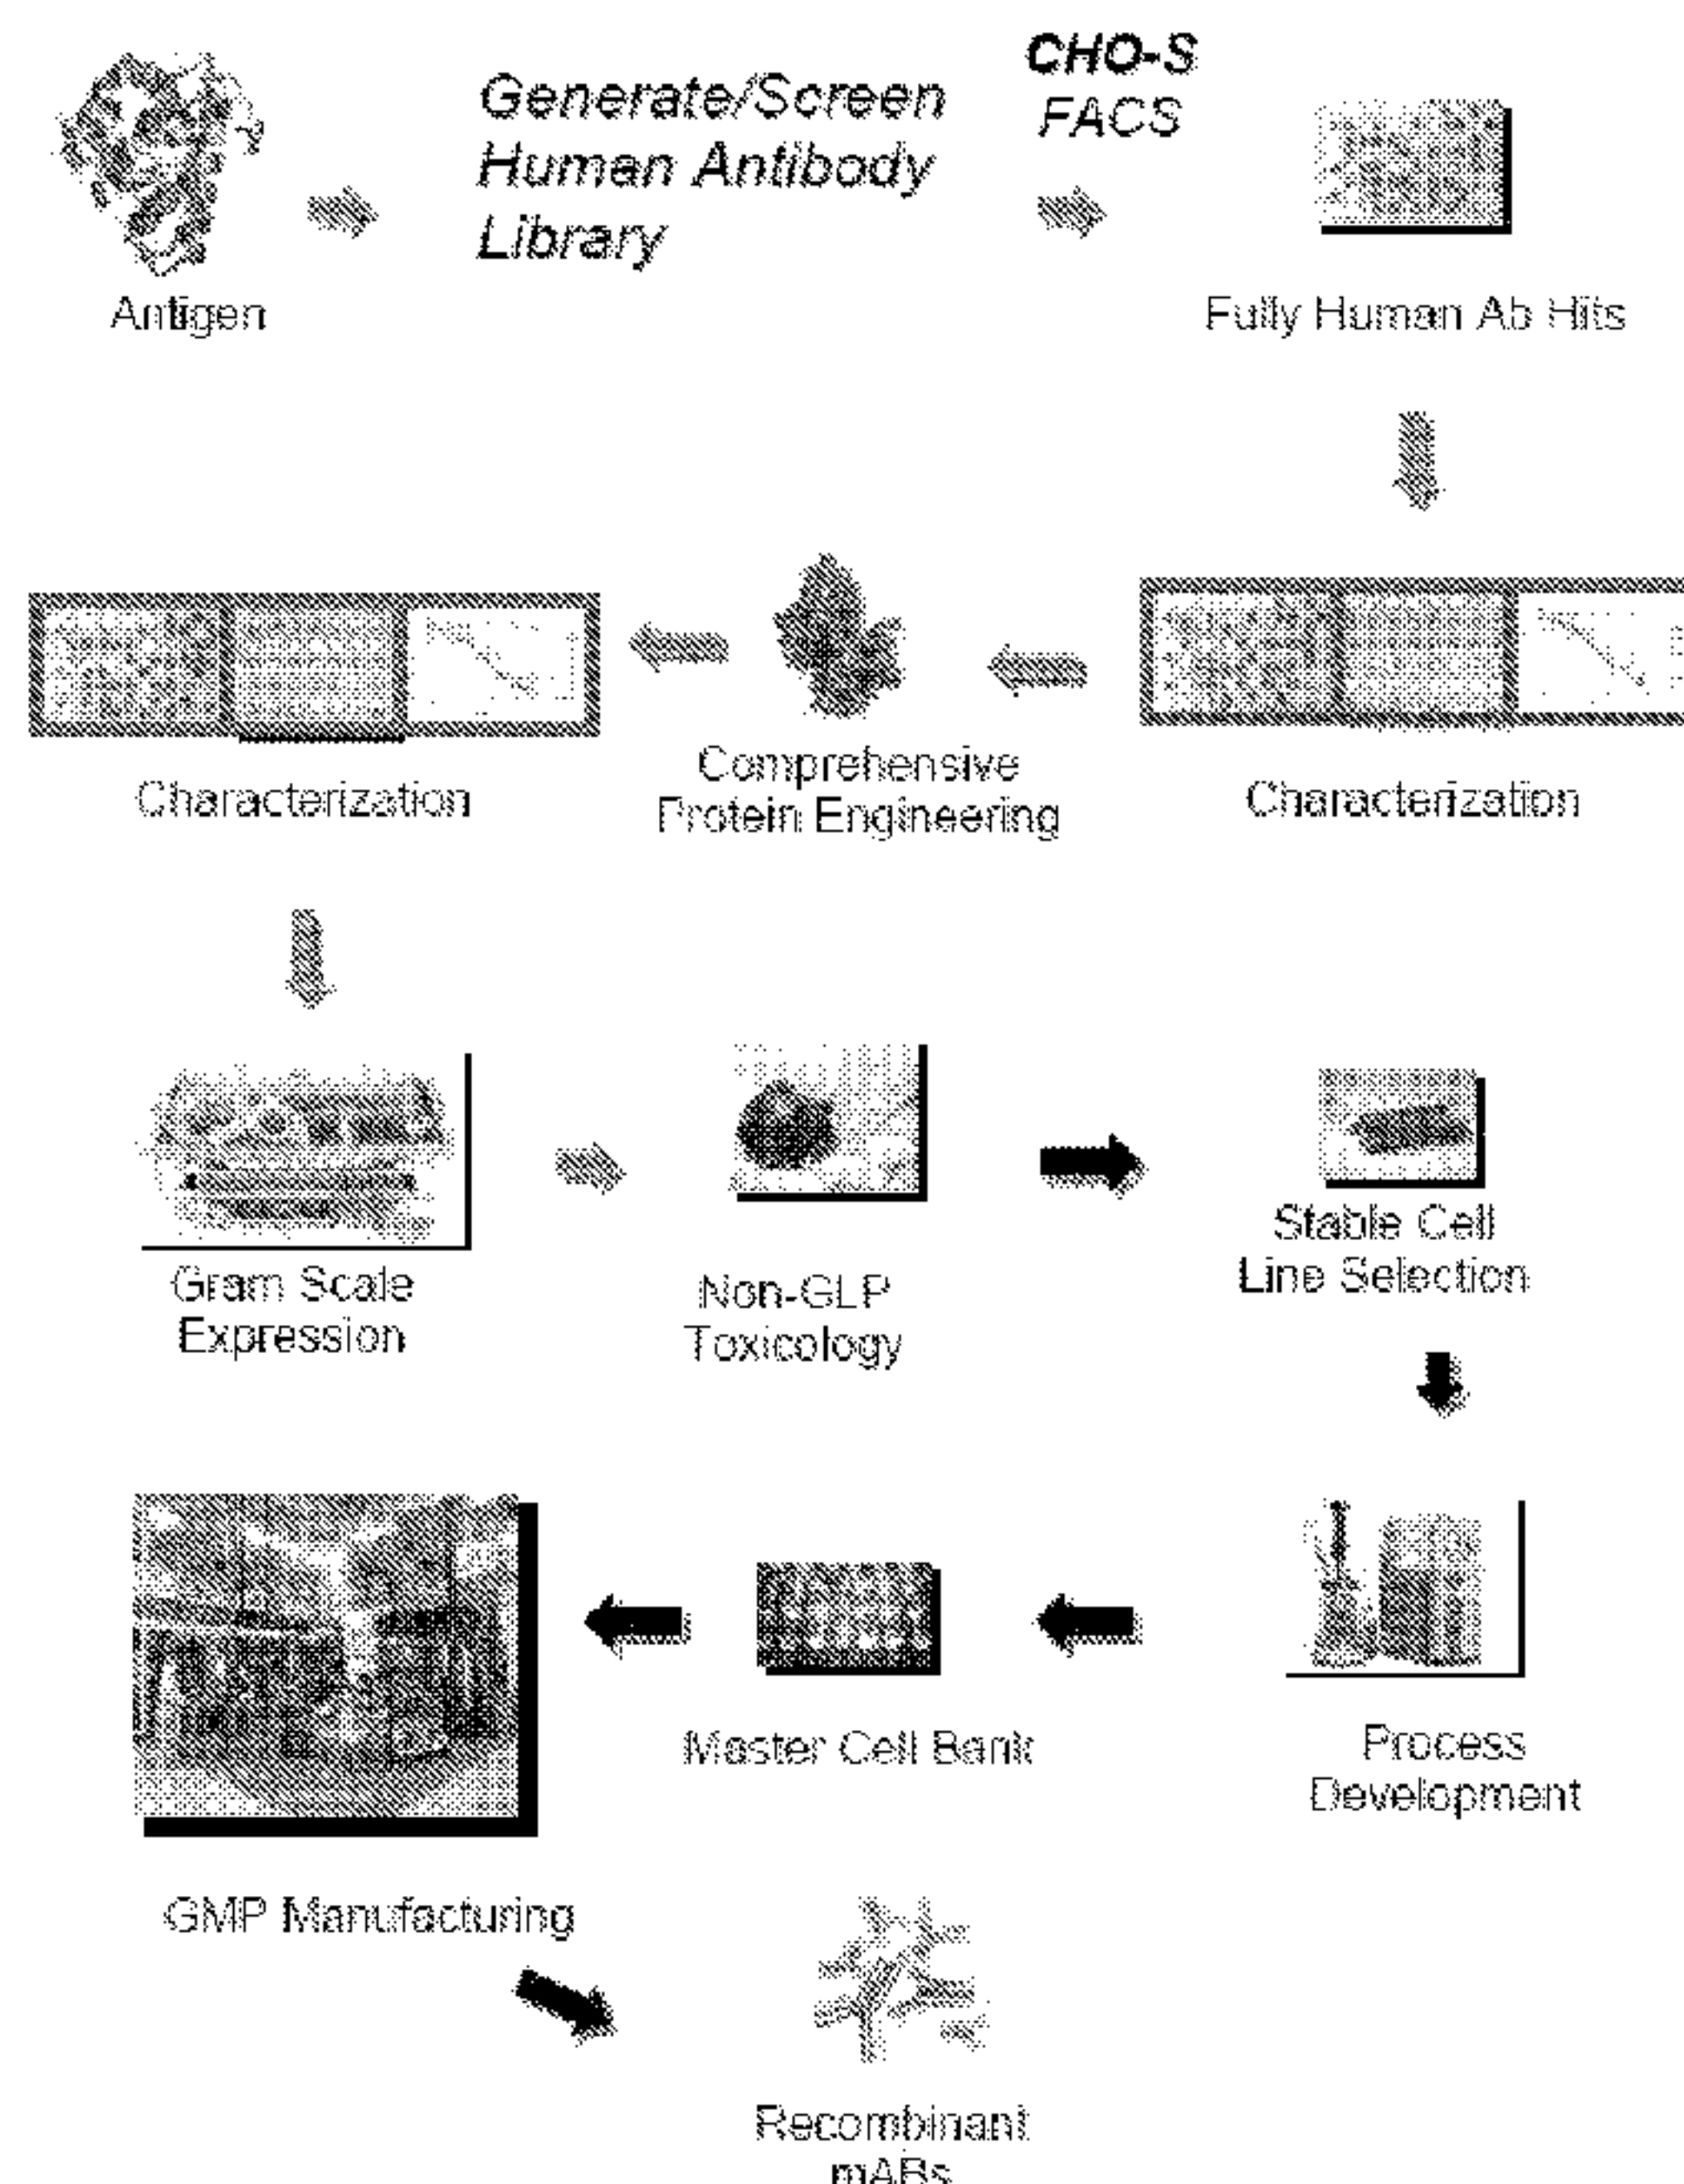 CHO-S
FACS
Generate/Screen
Human Antibody
Library
Antigen
Fully Human Ab Hits
Characterization
Comprehensive
Protein Engineering
Characterization
Gram Scale
Expression
Non-GLP
Toxicology
Stable Cell
Line Selection
Master Cell Bank
Process
Development
GMP Manufacturing
Recombinant
mABs